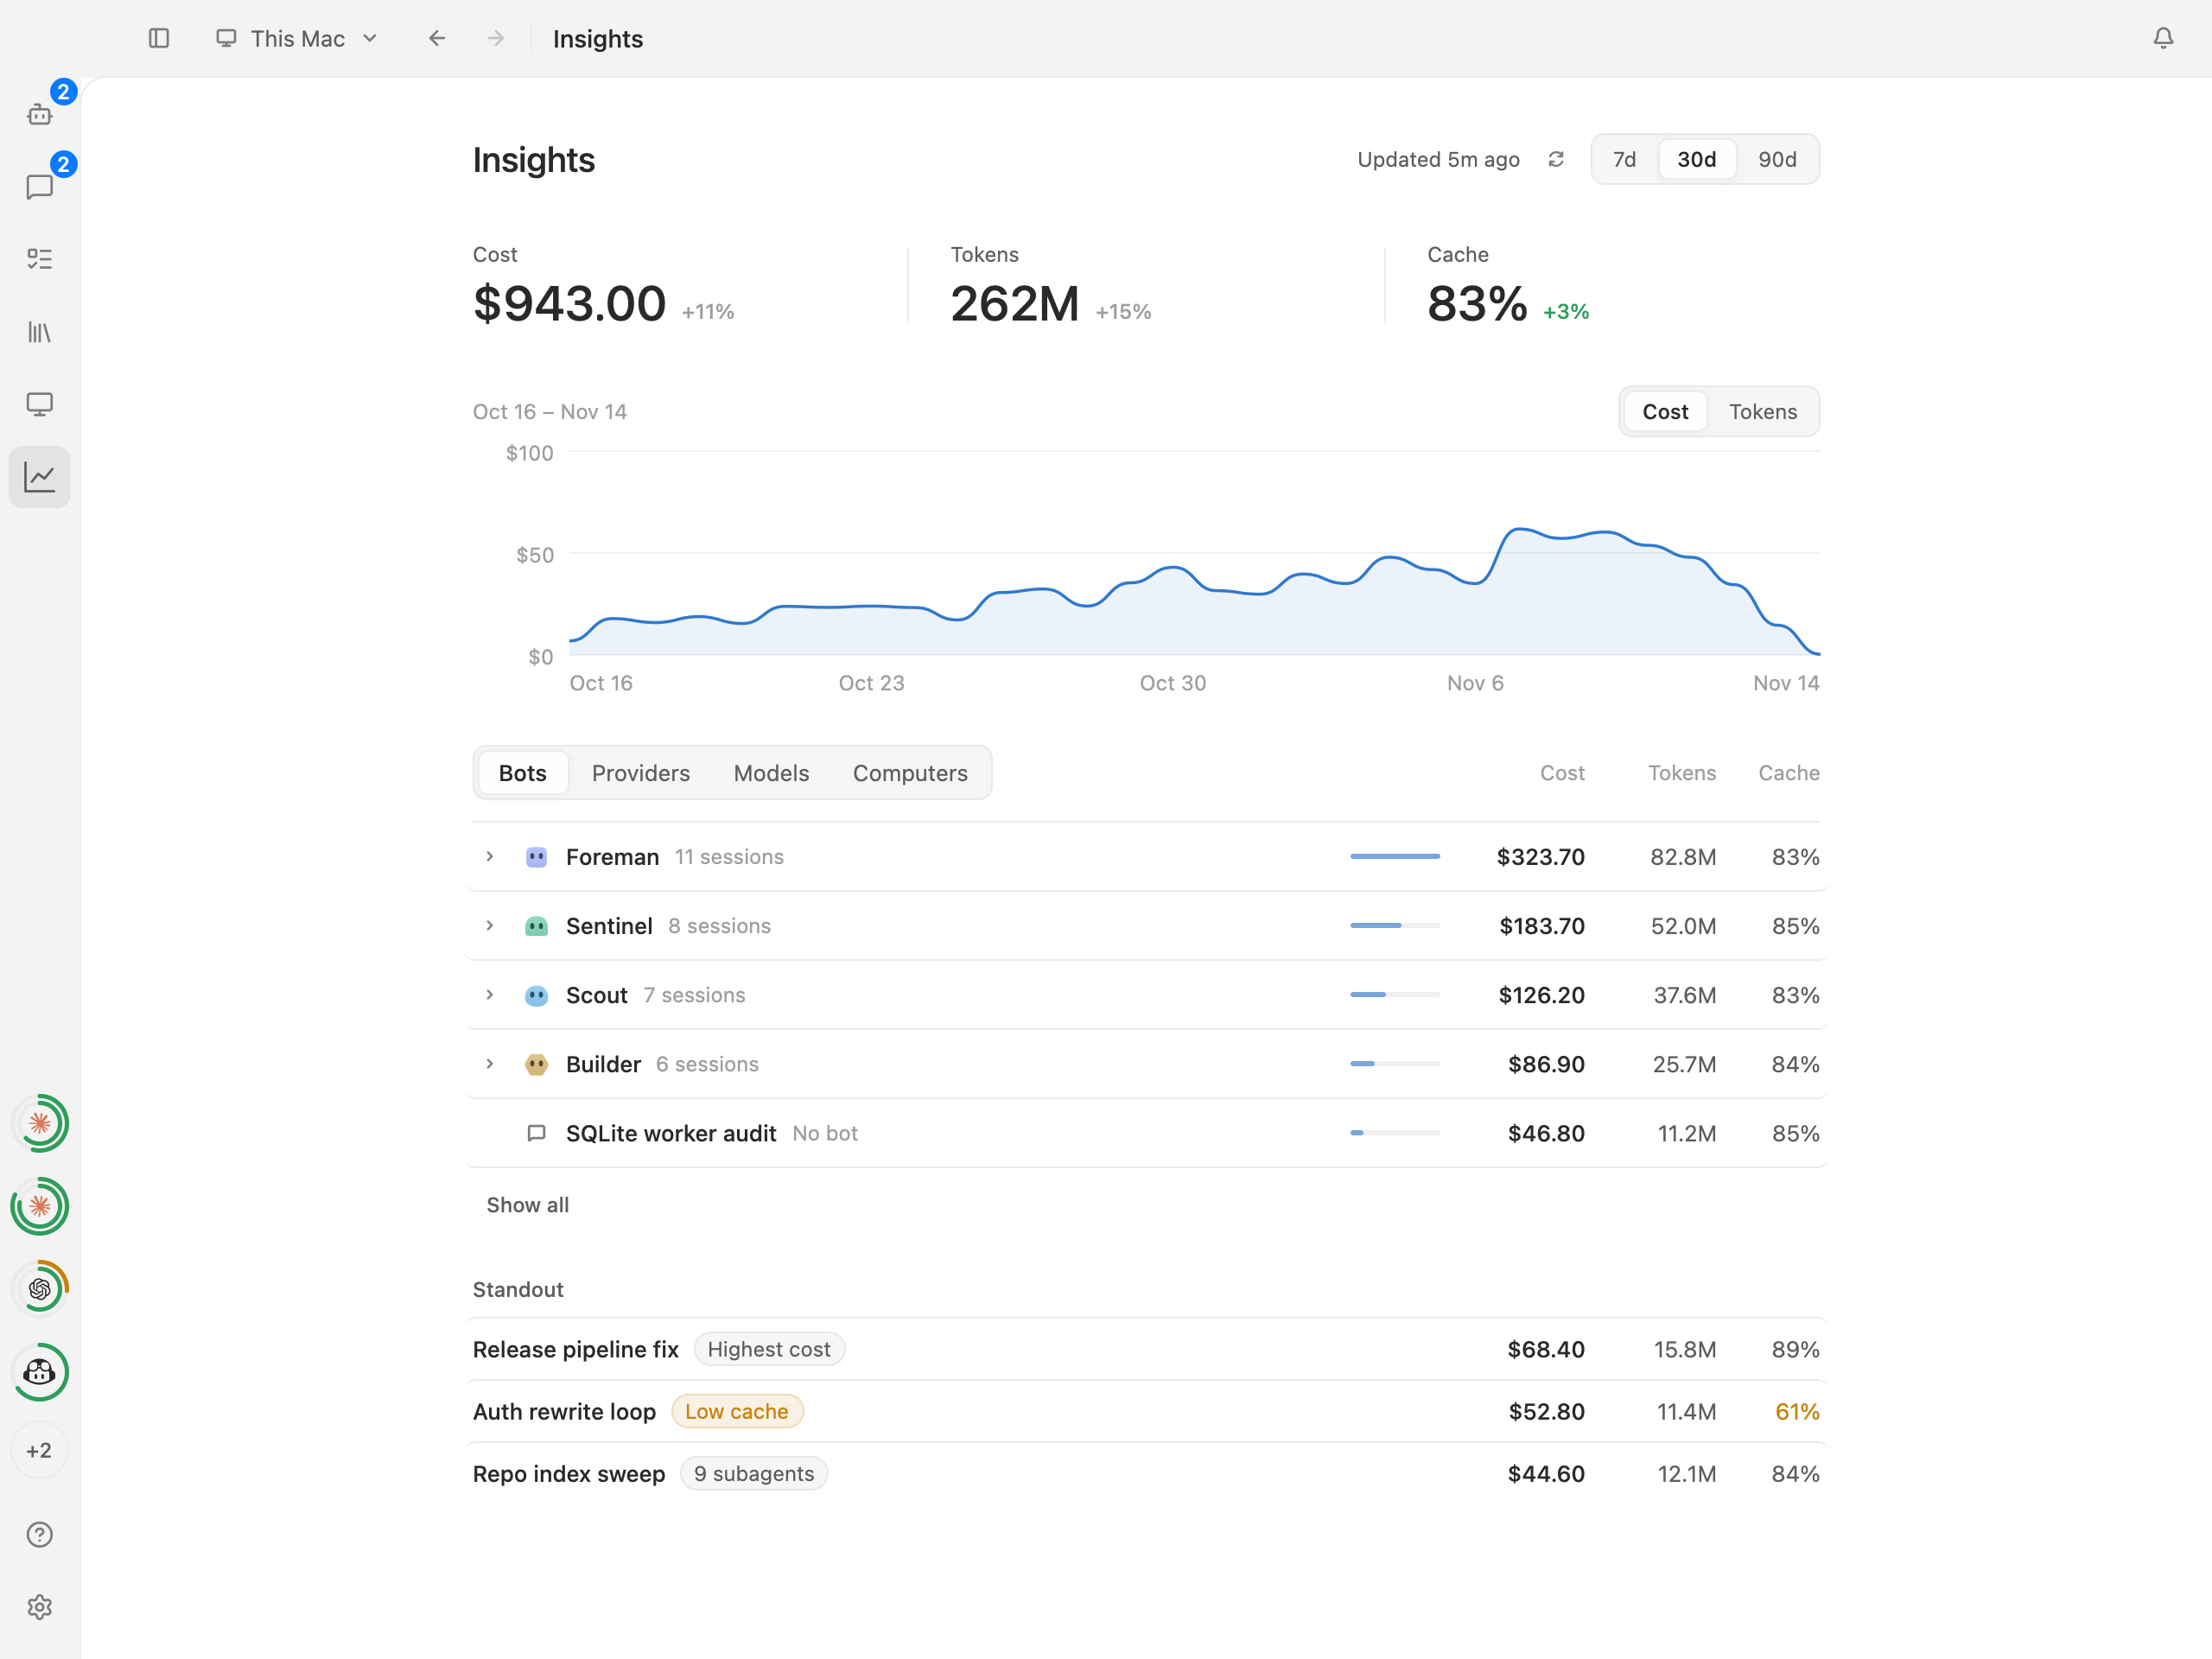 This Mac
Insights
2
2
Insights
Updated 5m ago
7d 30d 90d
Cost
$943.00 +11%
Tokens
262M +15%
Cache
83% +3%
Oct 16 – Nov 14
Cost Tokens
$100
$50
$0
Oct 16 Oct 23 Oct 30 Nov 6 Nov 14
Bots Providers Models Computers Cost Tokens Cache
Foreman 11 sessions $323.70 82.8M 83%
Sentinel 8 sessions $183.70 52.0M 85%
Scout 7 sessions $126.20 37.6M 83%
Builder 6 sessions $86.90 25.7M 84%
SQLite worker audit No bot $46.80 11.2M 85%
Show all
Standout
Release pipeline fix Highest cost $68.40 15.8M 89%
Auth rewrite loop Low cache $52.80 11.4M 61%
Repo index sweep 9 subagents $44.60 12.1M 84%
+2